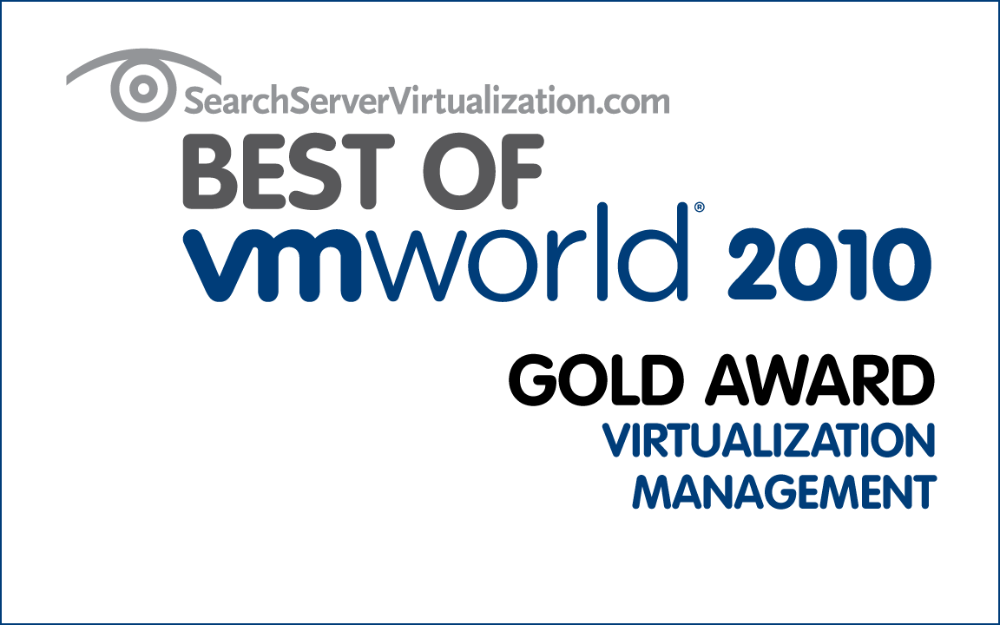 SearchServerVirtualization.com
BEST OF
vmworld® 2010
GOLD AWARD
VIRTUALIZATION
MANAGEMENT